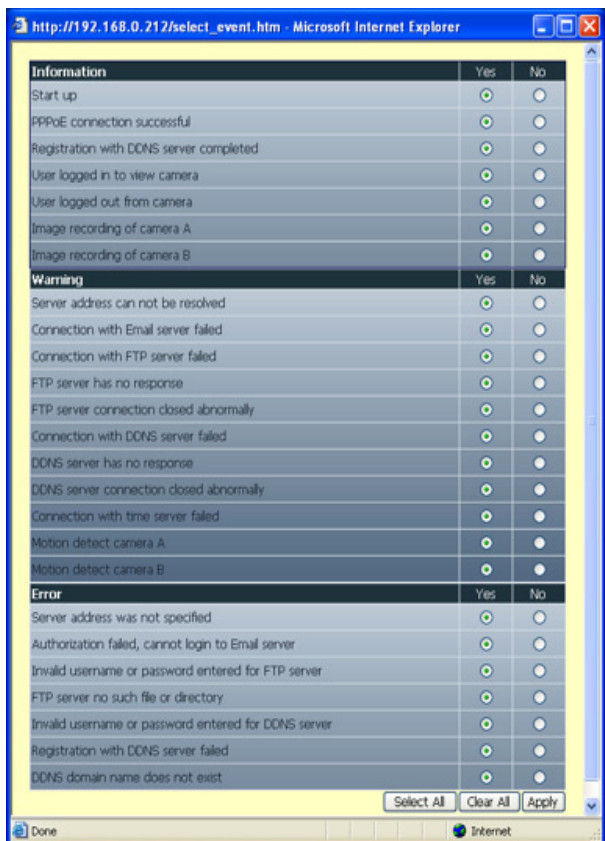 http://192.168.0.212/select_event.htm - Microsoft Internet Explorer
Information Yes No
Start up
PPPoE connection successful
Registration with DDNS server completed
User logged in to view camera
User logged out from camera
Image recording of camera A
Image recording of camera B
Warning Yes No
Server address can not be resolved
Connection with Email server failed
Connection with FTP server failed
FTP server has no response
FTP server connection closed abnormally
Connection with DDNS server failed
DDNS server has no response
DDNS server connection closed abnormally
Connection with time server failed
Motion detect camera A
Motion detect camera B
Error Yes No
Server address was not specified
Authorization failed, cannot login to Email server
Invalid username or password entered for FTP server
FTP server no such file or directory
Invalid username or password entered for DDNS server
Registration with DDNS server failed
DDNS domain name does not exist
Select All Clear All Apply
Done Internet